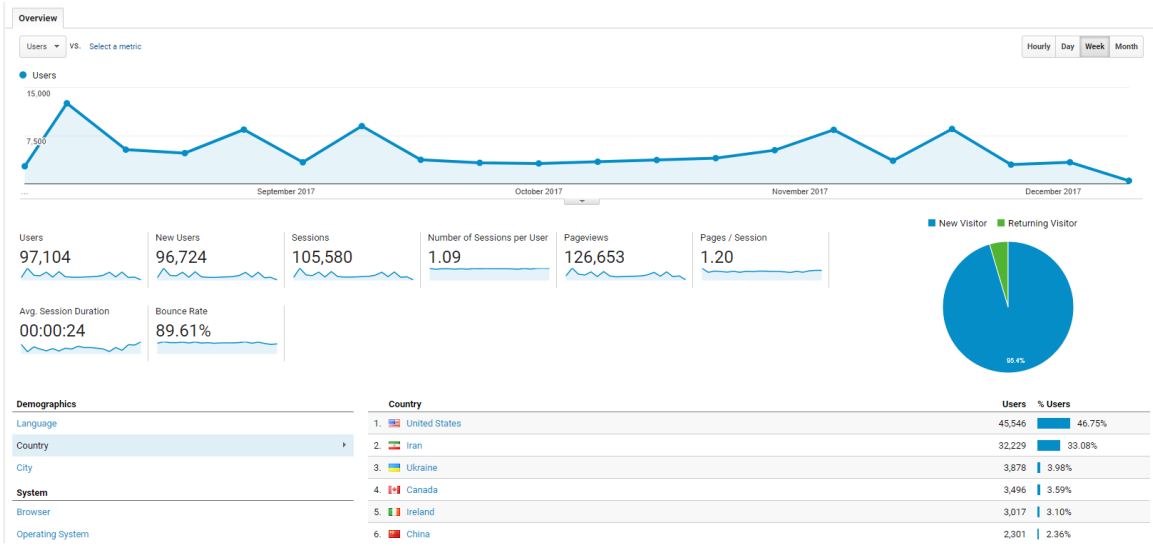 Overview
Users VS. Select a metric
Hourly Day Week Month
Users
15,000
7,500
... September 2017 October 2017 November 2017 December 2017
New Visitor Returning Visitor
Users New Users Sessions Number of Sessions per User Pageviews Pages / Session
97,104 96,724 105,580 1.09 126,653 1.20
Avg. Session Duration Bounce Rate
00:00:24 89.61%
95.4%
Demographics
Language
Country
City
System
Browser
Operating System
Country Users % Users
1. United States 45,546 46.75%
2. Iran 32,229 33.08%
3. Ukraine 3,878 3.98%
4. Canada 3,496 3.59%
5. Ireland 3,017 3.10%
6. China 2,301 2.36%